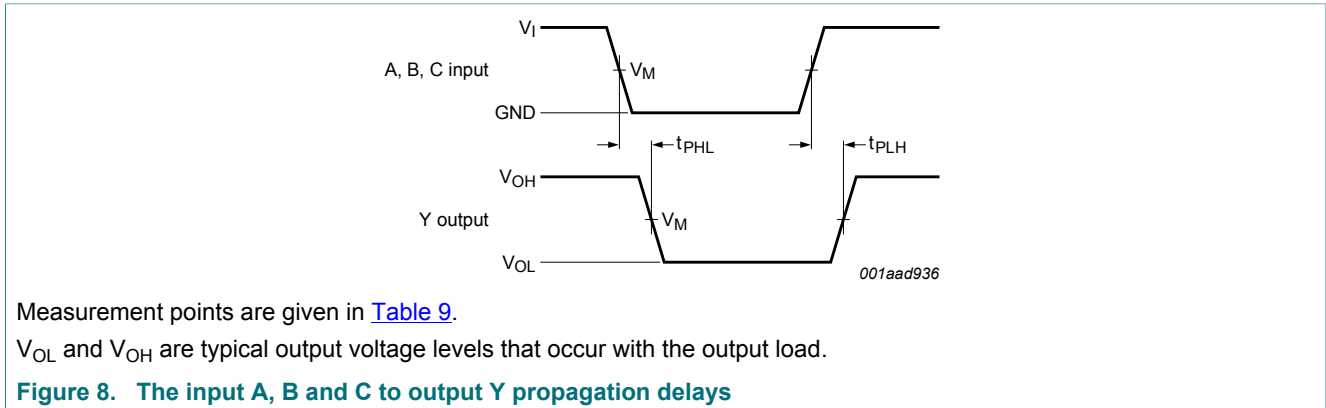 VI
A, B, C input
VM
GND
tPHL
tPLH
VOH
Y output
VM
VOL
001aad936
Measurement points are given in Table 9.
VOL and VOH are typical output voltage levels that occur with the output load.
Figure 8. The input A, B and C to output Y propagation delays